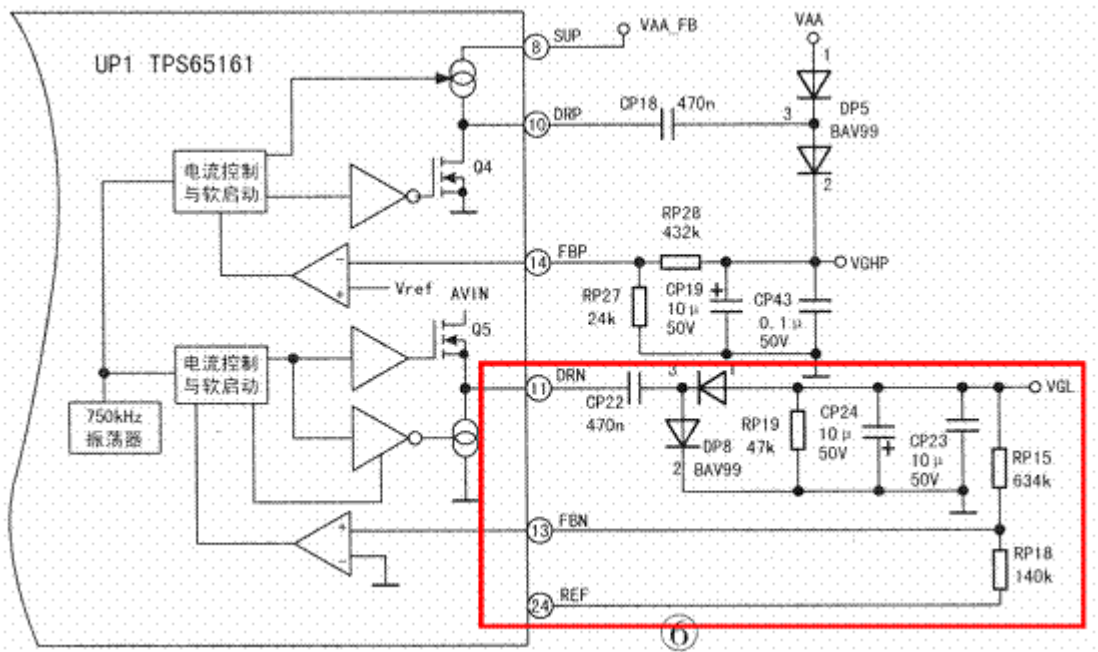 UP1 TPS65161
8
SUP
VAA_FB
VAA
1
10
DRP
CP18
470n
3
DP5
BAV99
2
电流控制
与软启动
Q4
14
FBP
RP28
432k
VGHP
Vref
AVIN
RP27
24k
CP19
10μ
50V
CP43
0.1μ
50V
Q5
电流控制
与软启动
750kHz
振荡器
11
DRN
CP22
470n
3
1
VGL
DP8
BAV99
2
RP19
47k
CP24
10μ
50V
CP23
10μ
50V
RP15
634k
13
FBN
RP18
140k
24
REF
⑥